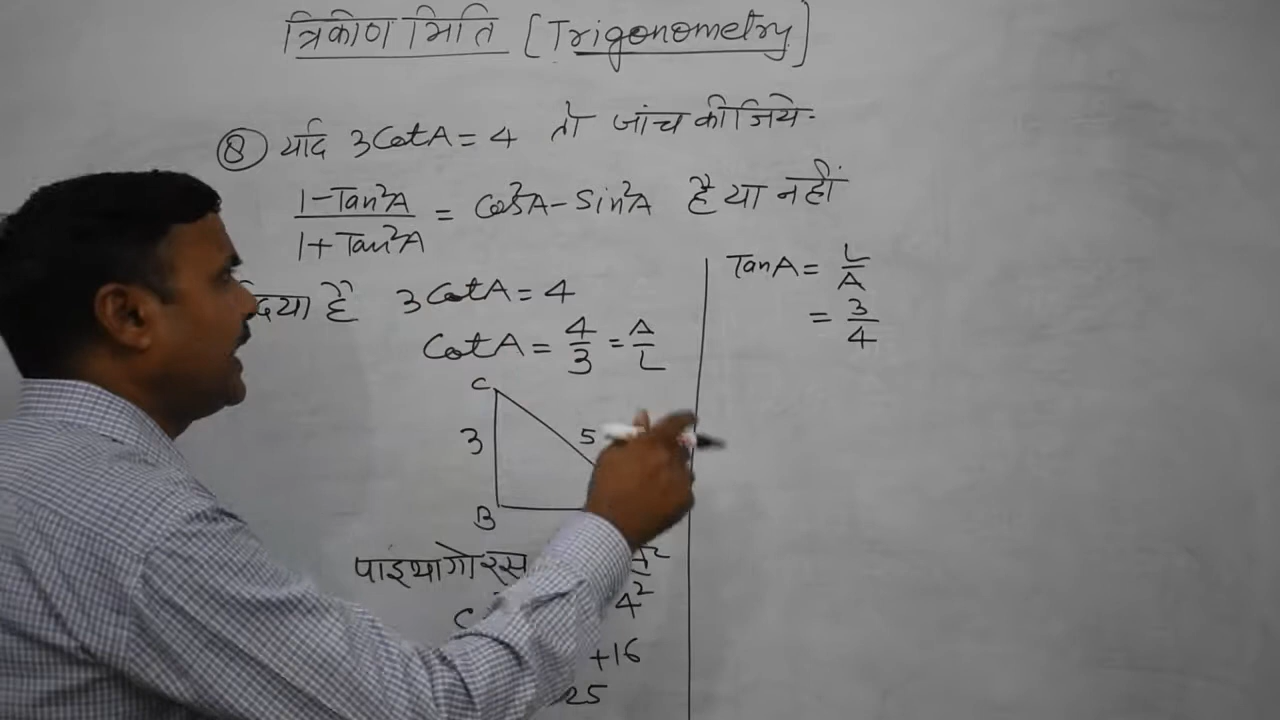 त्रिकोण मिति [Trigonometry]
⑧ यदि 3CotA = 4 तो जांच कीजिये-
1-Tan²A / 1+Tan²A = Cos²A - Sin²A है या नहीं
दिया है 3CotA = 4
CotA = 4/3 = A/L
C
3
5
B
पाइथागोरस
4²
+16
25
TanA = L/A
= 3/4